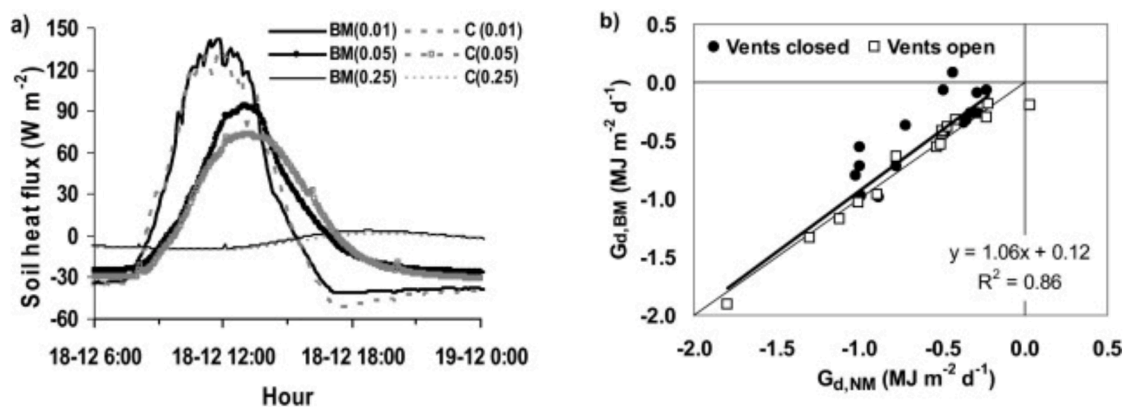 a)
150
120
90
60
30
0
-30
-60
Soil heat flux (W m⁻²)
BM(0.01) C (0.01)
BM(0.05) C(0.05)
BM(0.25) C(0.25)
18-12 6:00 18-12 12:00 18-12 18:00 19-12 0:00
Hour
b)
0.5
0.0
-0.5
-1.0
-1.5
-2.0
Gd,BM (MJ m⁻² d⁻¹)
Vents closed Vents open
y = 1.06x + 0.12
R² = 0.86
-2.0 -1.5 -1.0 -0.5 0.0 0.5
Gd,NM (MJ m⁻² d⁻¹)